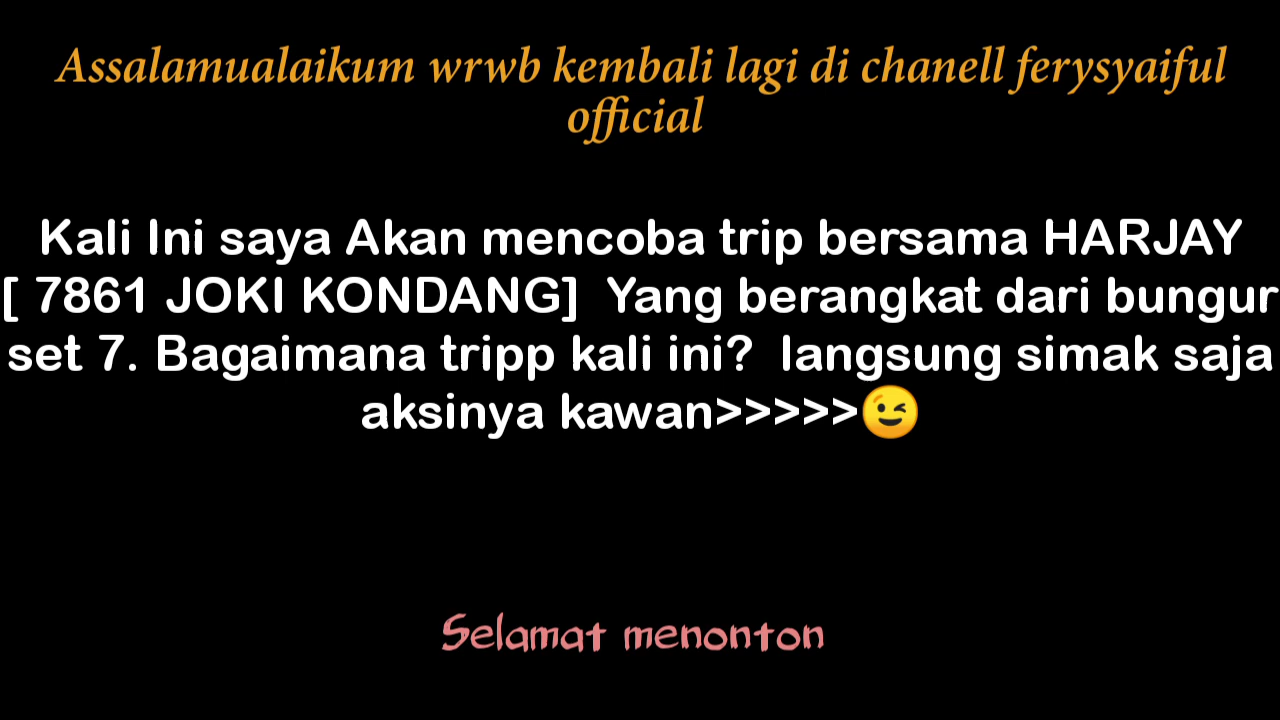 Assalamualaikum wrwb kembali lagi di chanell ferysyaiful
official
Kali Ini saya Akan mencoba trip bersama HARJAY
[ 7861 JOKI KONDANG]  Yang berangkat dari bungur
set 7. Bagaimana tripp kali ini?  langsung simak saja
aksinya kawan>>>>>😉
Selamat menonton